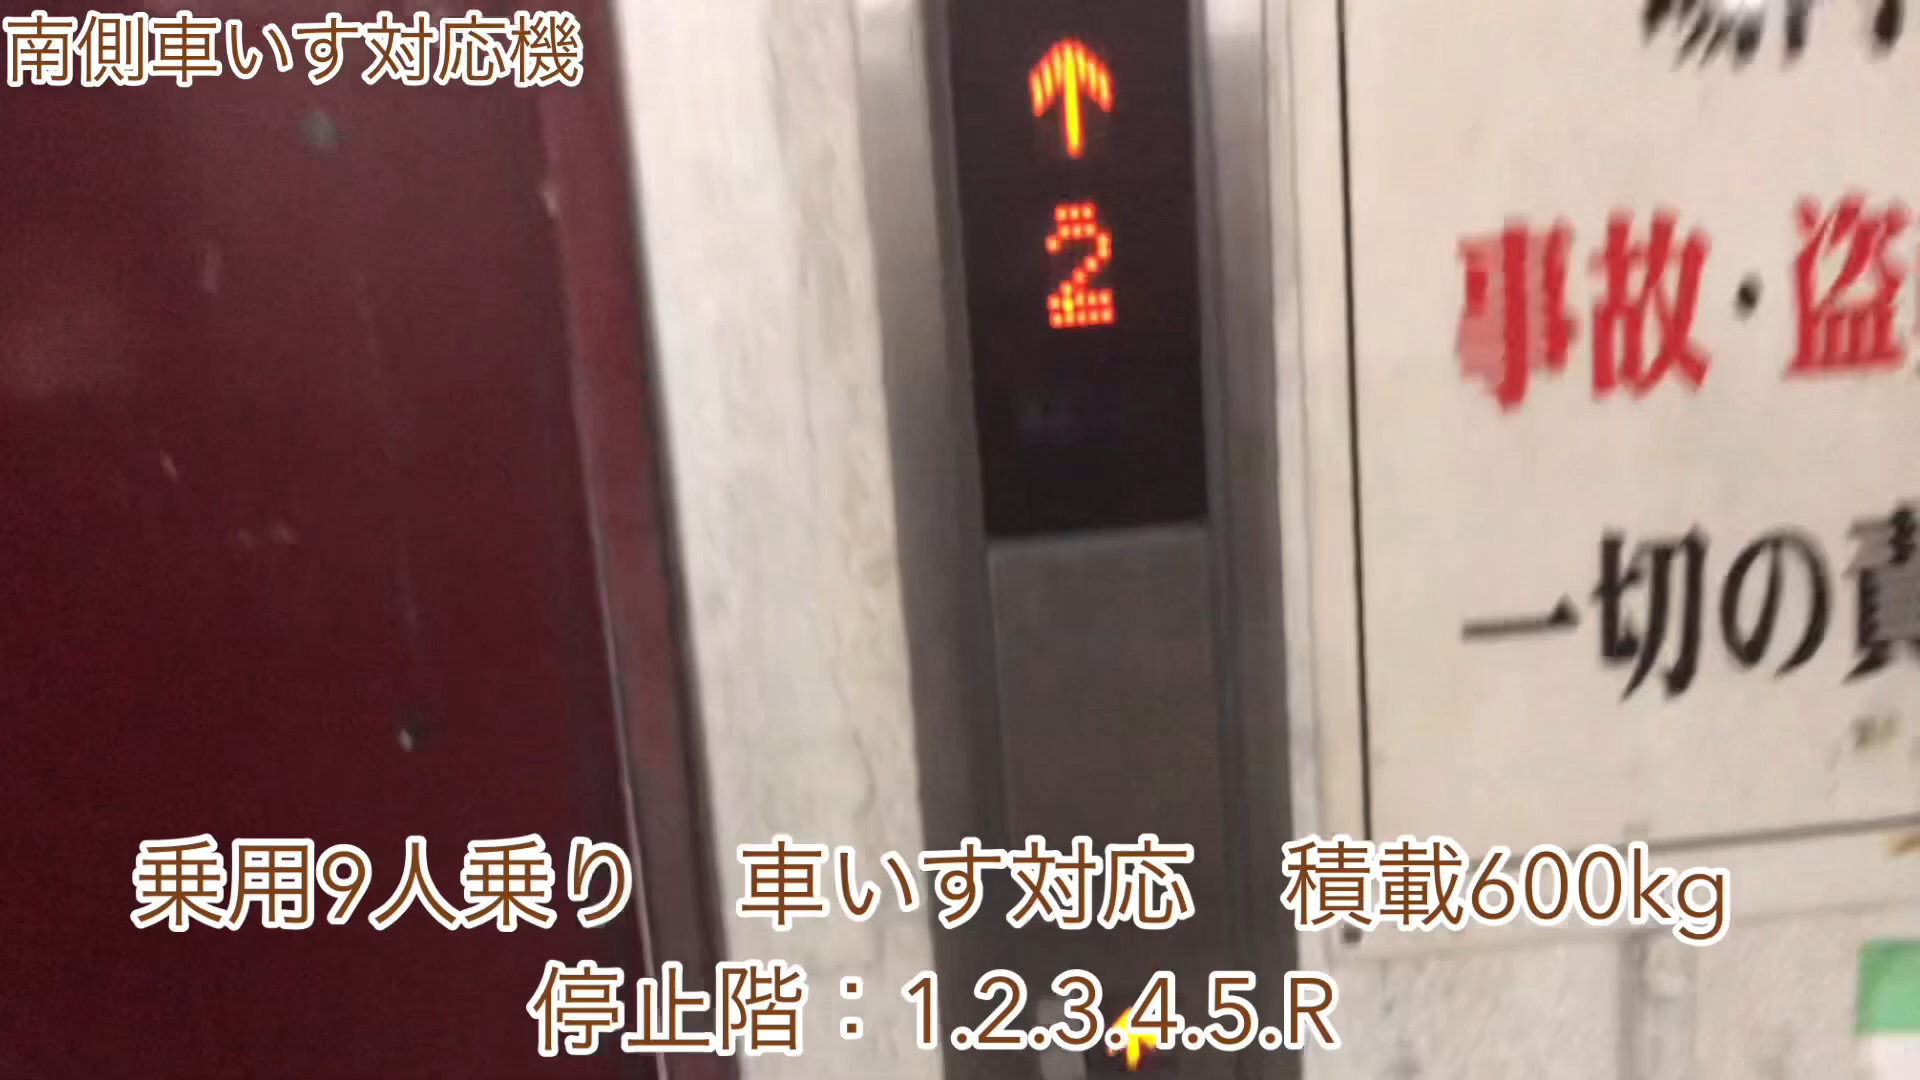 南側車いす対応機
2
事故・盗
一切の責
乗用9人乗り　車いす対応　積載600kg
停止階：1.2.3.4.5.R